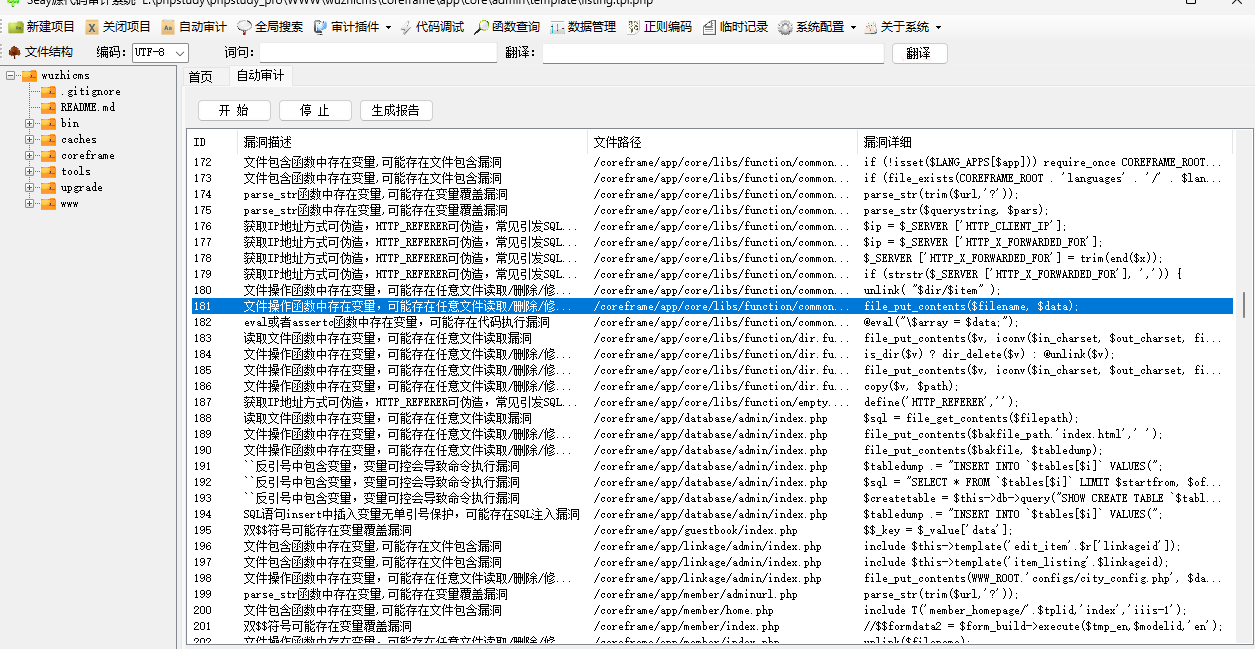 Seay源代码审计系统 E:\phpstudy\phpstudy_pro\WWW\wuzhicms\coreframe\app\core\admin\template\listing.tpl.php
新建项目 关闭项目 自动审计 全局搜索 审计插件 代码调试 函数查询 数据管理 正则编码 临时记录 系统配置 关于系统
文件结构 编码: UTF-8 词句: 翻译: 翻译
wuzhicms
.gitignore
README.md
bin
caches
coreframe
tools
upgrade
www
首页 自动审计
开 始 停 止 生成报告
ID 漏洞描述 文件路径 漏洞详细
172 文件包含函数中存在变量,可能存在文件包含漏洞 /coreframe/app/core/libs/function/common... if (!isset($LANG_APPS[$app])) require_once COREFRAME_ROOT...
173 文件包含函数中存在变量,可能存在文件包含漏洞 /coreframe/app/core/libs/function/common... if (file_exists(COREFRAME_ROOT . 'languages' . '/' . $lan...
174 parse_str函数中存在变量,可能存在变量覆盖漏洞 /coreframe/app/core/libs/function/common... parse_str(trim($url,'?'));
175 parse_str函数中存在变量,可能存在变量覆盖漏洞 /coreframe/app/core/libs/function/common... parse_str($querystring, $pars);
176 获取IP地址方式可伪造，HTTP_REFERER可伪造，常见引发SQL... /coreframe/app/core/libs/function/common... $ip = $_SERVER ['HTTP_CLIENT_IP'];
177 获取IP地址方式可伪造，HTTP_REFERER可伪造，常见引发SQL... /coreframe/app/core/libs/function/common... $ip = $_SERVER ['HTTP_X_FORWARDED_FOR'];
178 获取IP地址方式可伪造，HTTP_REFERER可伪造，常见引发SQL... /coreframe/app/core/libs/function/common... $_SERVER ['HTTP_X_FORWARDED_FOR'] = trim(end($x));
179 获取IP地址方式可伪造，HTTP_REFERER可伪造，常见引发SQL... /coreframe/app/core/libs/function/common... if (strstr($_SERVER ['HTTP_X_FORWARDED_FOR'], ',')) {
180 文件操作函数中存在变量，可能存在任意文件读取/删除/修... /coreframe/app/core/libs/function/common... unlink( "$dir/$item" );
181 文件操作函数中存在变量，可能存在任意文件读取/删除/修... /coreframe/app/core/libs/function/common... file_put_contents($filename, $data);
182 eval或者assertc函数中存在变量，可能存在代码执行漏洞 /coreframe/app/core/libs/function/common... @eval("\$array = $data;");
183 读取文件函数中存在变量，可能存在任意文件读取漏洞 /coreframe/app/core/libs/function/dir.fu... file_put_contents($v, iconv($in_charset, $out_charset, fi...
184 文件操作函数中存在变量，可能存在任意文件读取/删除/修... /coreframe/app/core/libs/function/dir.fu... is_dir($v) ? dir_delete($v) : @unlink($v);
185 文件操作函数中存在变量，可能存在任意文件读取/删除/修... /coreframe/app/core/libs/function/dir.fu... file_put_contents($v, iconv($in_charset, $out_charset, fi...
186 文件操作函数中存在变量，可能存在任意文件读取/删除/修... /coreframe/app/core/libs/function/dir.fu... copy($v, $path);
187 获取IP地址方式可伪造，HTTP_REFERER可伪造，常见引发SQL... /coreframe/app/core/libs/function/empty.... define('HTTP_REFERER','');
188 读取文件函数中存在变量，可能存在任意文件读取漏洞 /coreframe/app/database/admin/index.php $sql = file_get_contents($filepath);
189 文件操作函数中存在变量，可能存在任意文件读取/删除/修... /coreframe/app/database/admin/index.php file_put_contents($bakfile_path.'index.html',' ');
190 文件操作函数中存在变量，可能存在任意文件读取/删除/修... /coreframe/app/database/admin/index.php file_put_contents($bakfile, $tabledump);
191 ``反引号中包含变量，变量可控会导致命令执行漏洞 /coreframe/app/database/admin/index.php $tabledump .= "INSERT INTO `$tables[$i]` VALUES(";
192 ``反引号中包含变量，变量可控会导致命令执行漏洞 /coreframe/app/database/admin/index.php $sql = "SELECT * FROM `$tables[$i]` LIMIT $startfrom, $of...
193 ``反引号中包含变量，变量可控会导致命令执行漏洞 /coreframe/app/database/admin/index.php $createtable = $this->db->query("SHOW CREATE TABLE `$tabl...
194 SQL语句insert中插入变量无单引号保护，可能存在SQL注入漏洞 /coreframe/app/database/admin/index.php $tabledump .= "INSERT INTO `$tables[$i]` VALUES(";
195 双$$符号可能存在变量覆盖漏洞 /coreframe/app/guestbook/index.php $$_key = $_value['data'];
196 文件包含函数中存在变量,可能存在文件包含漏洞 /coreframe/app/linkage/admin/index.php include $this->template('edit_item'.$r['linkageid']);
197 文件包含函数中存在变量,可能存在文件包含漏洞 /coreframe/app/linkage/admin/index.php include $this->template('item_listing'.$linkageid);
198 文件操作函数中存在变量，可能存在任意文件读取/删除/修... /coreframe/app/linkage/admin/index.php file_put_contents(WWW_ROOT.'configs/city_config.php', $da...
199 parse_str函数中存在变量,可能存在变量覆盖漏洞 /coreframe/app/member/adminurl.php parse_str(trim($url,'?'));
200 文件包含函数中存在变量,可能存在文件包含漏洞 /coreframe/app/member/home.php include T('member_homepage/'.$tplid,'index','iiis-1');
201 双$$符号可能存在变量覆盖漏洞 /coreframe/app/member/index.php //$$formdata2 = $form_build->execute($tmp_en,$modelid,'en');
202 文件操作函数中存在变量，可能存在任意文件读取/删除/修... /coreframe/app/member/index.php unlink($filename);